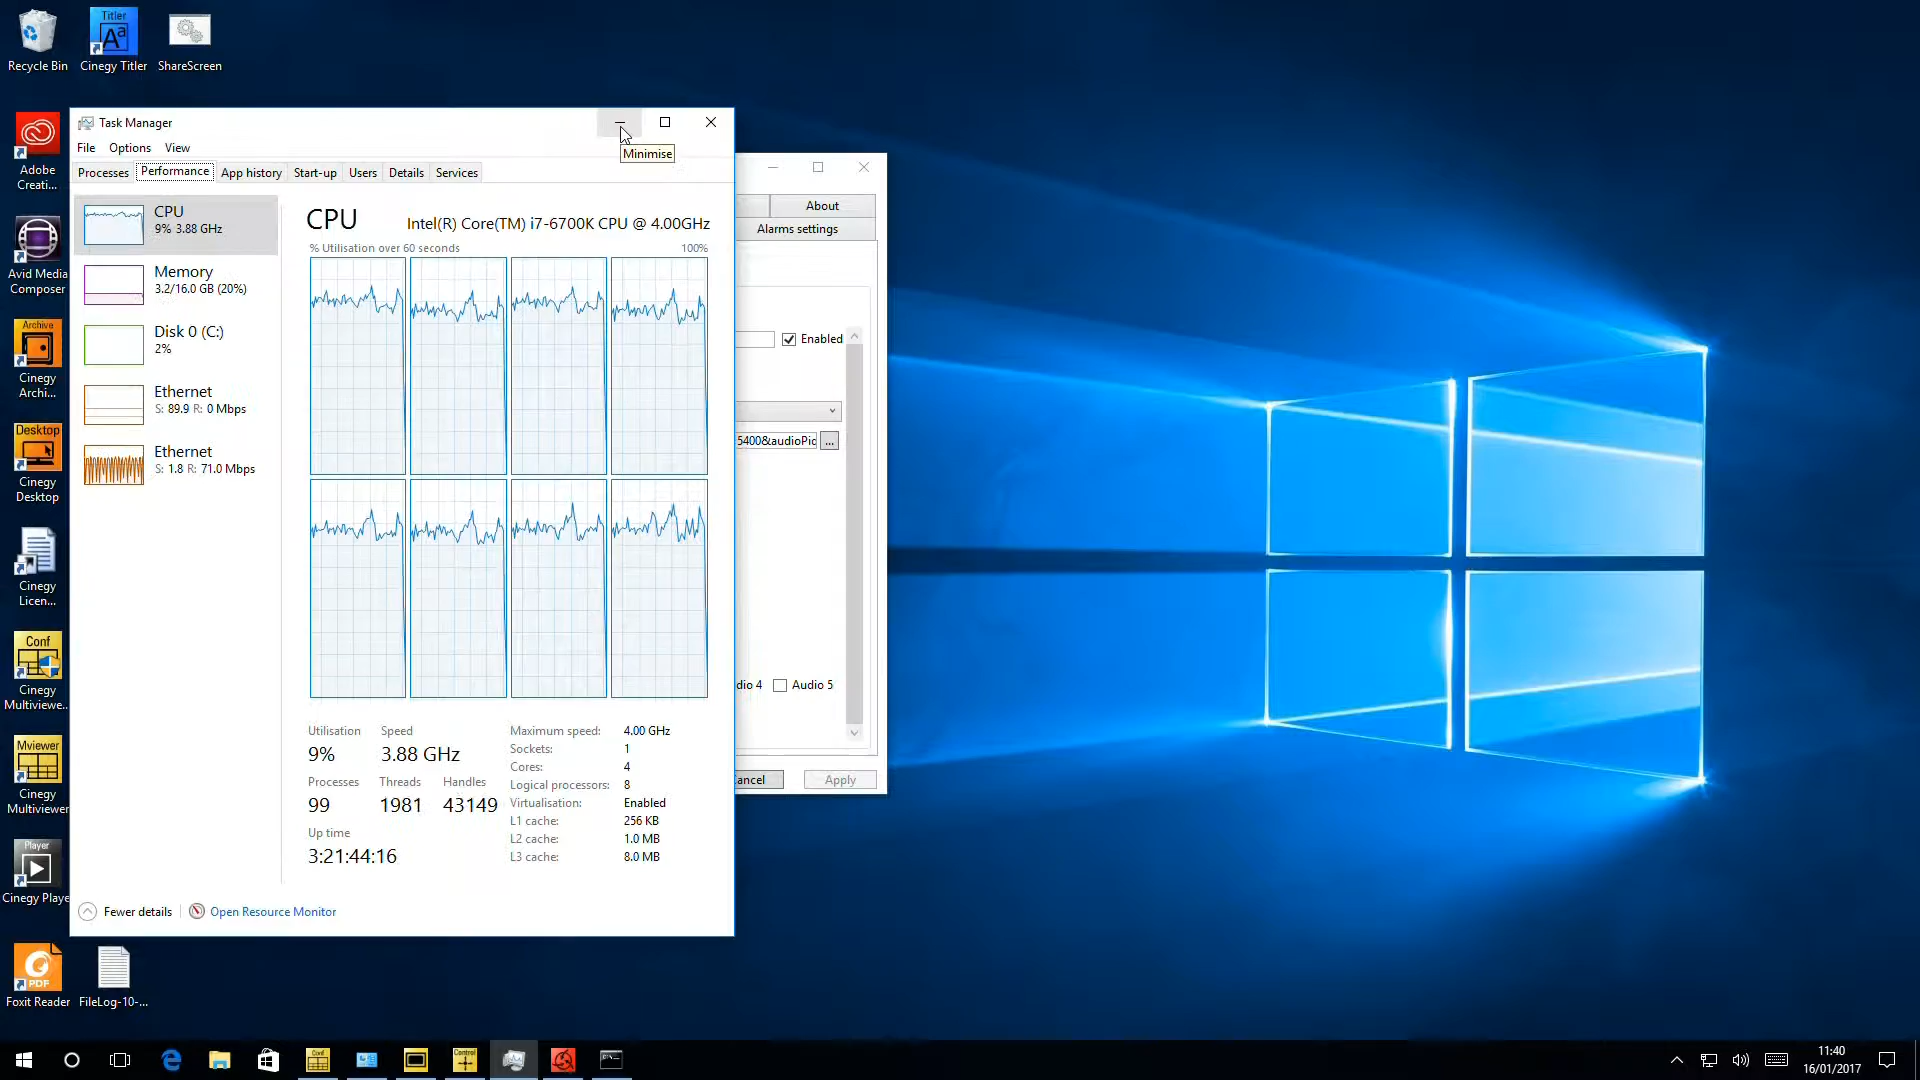 Recycle Bin
Titler
Aa
Cinegy Titler
ShareScreen
Adobe
Creati...
Avid Media
Composer
Archive
Cinegy
Archi...
Desktop
Cinegy
Desktop
Cinegy
Licen...
Conf
Cinegy
Multiviewe...
Mviewer
Cinegy
Multiviewer
Player
Cinegy Playe
PDF
Foxit Reader
FileLog-10-...
Task Manager
Minimise
File Options View
Processes Performance App history Start-up Users Details Services
CPU
9% 3.88 GHz
Memory
3.2/16.0 GB (20%)
Disk 0 (C:)
2%
Ethernet
S: 89.9 R: 0 Mbps
Ethernet
S: 1.8 R: 71.0 Mbps
CPU Intel(R) Core(TM) i7-6700K CPU @ 4.00GHz
% Utilisation over 60 seconds 100%
Utilisation Speed
9% 3.88 GHz
Processes Threads Handles
99 1981 43149
Up time
3:21:44:16
Maximum speed: 4.00 GHz
Sockets: 1
Cores: 4
Logical processors: 8
Virtualisation: Enabled
L1 cache: 256 KB
L2 cache: 1.0 MB
L3 cache: 8.0 MB
Fewer details Open Resource Monitor
About
Alarms settings
Enabled
5400&audioPic ...
dio 4 Audio 5
ancel Apply
Conf
Control
11:40
16/01/2017